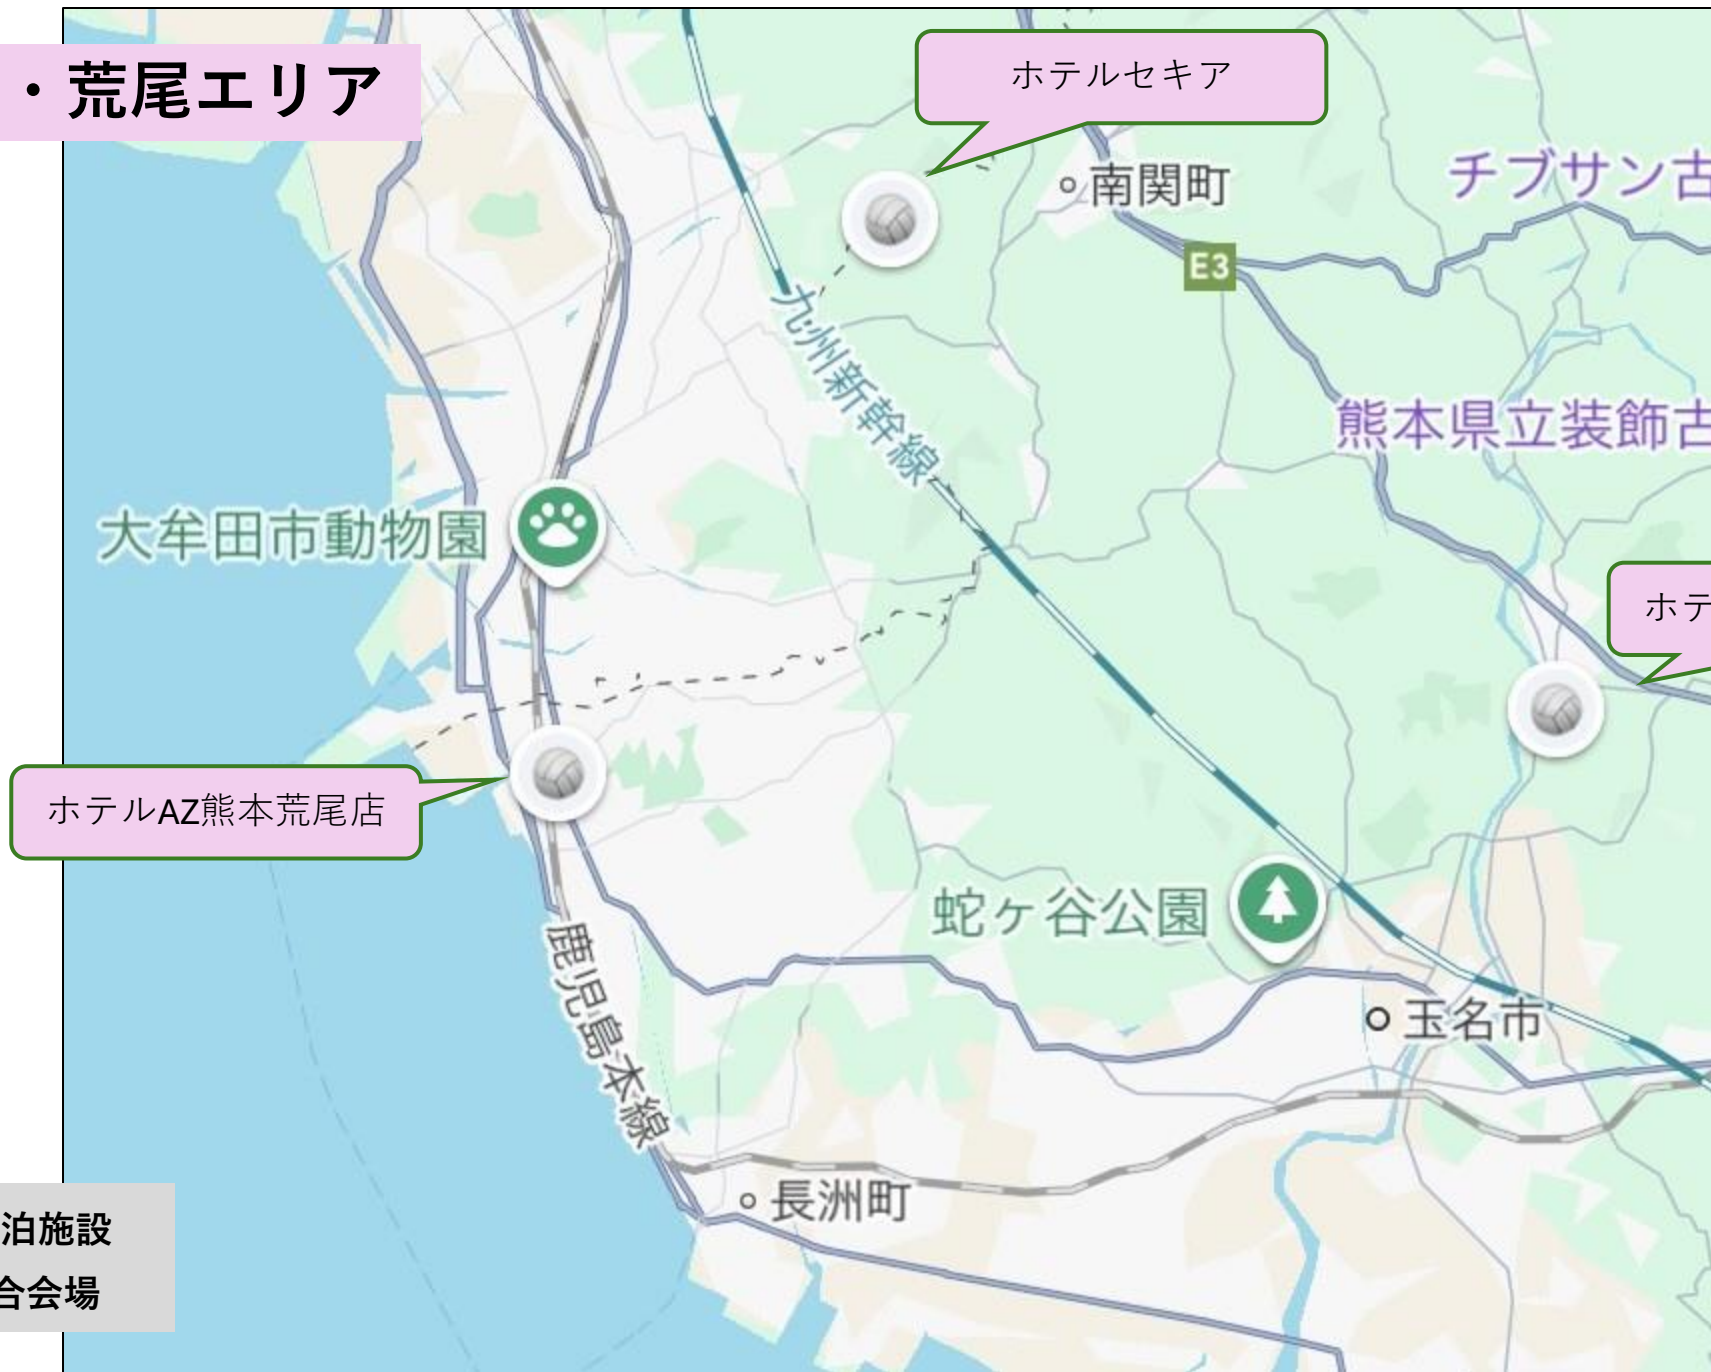 ・荒尾エリア
ホテルセキア
南関町
チブサン古
E3
九州新幹線
熊本県立装飾古
大牟田市動物園
ホテ
ホテルAZ熊本荒尾店
蛇ヶ谷公園
鹿児島本線
玉名市
長洲町
泊施設
合会場